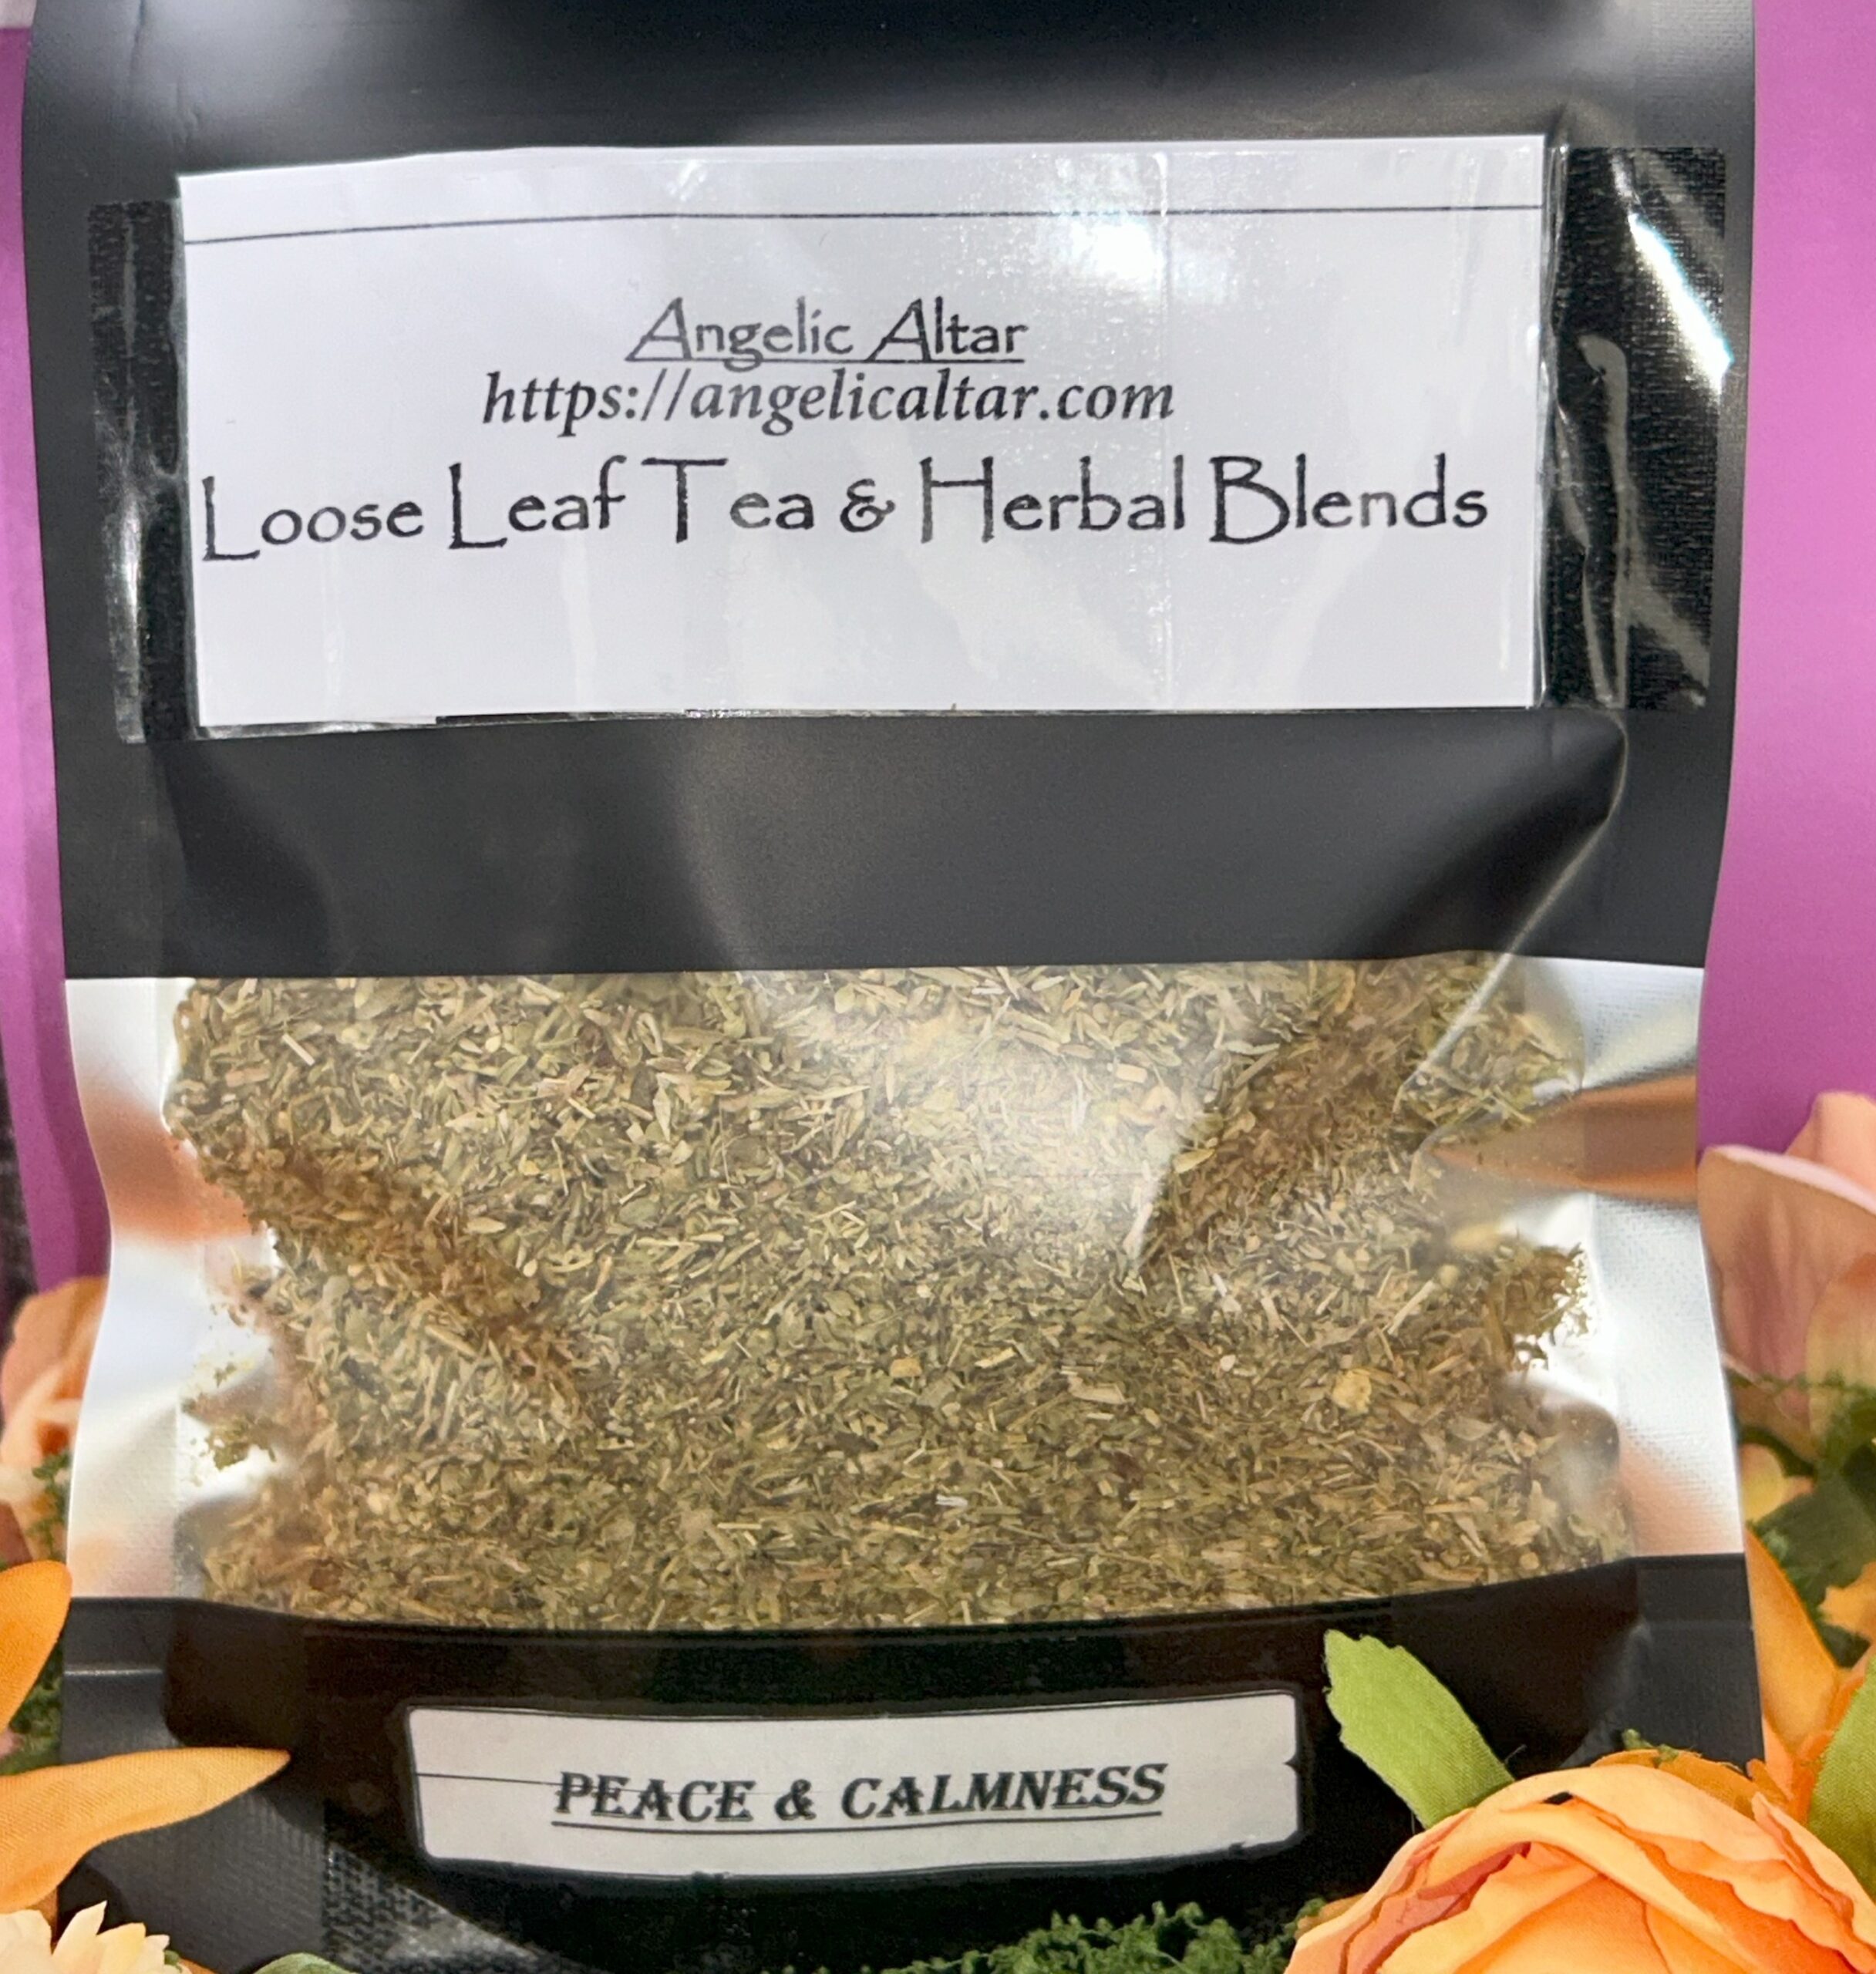 Angelic Altar
https://angelicaltar.com
Loose Leaf Tea & Herbal Blends
PEACE & CALMNESS